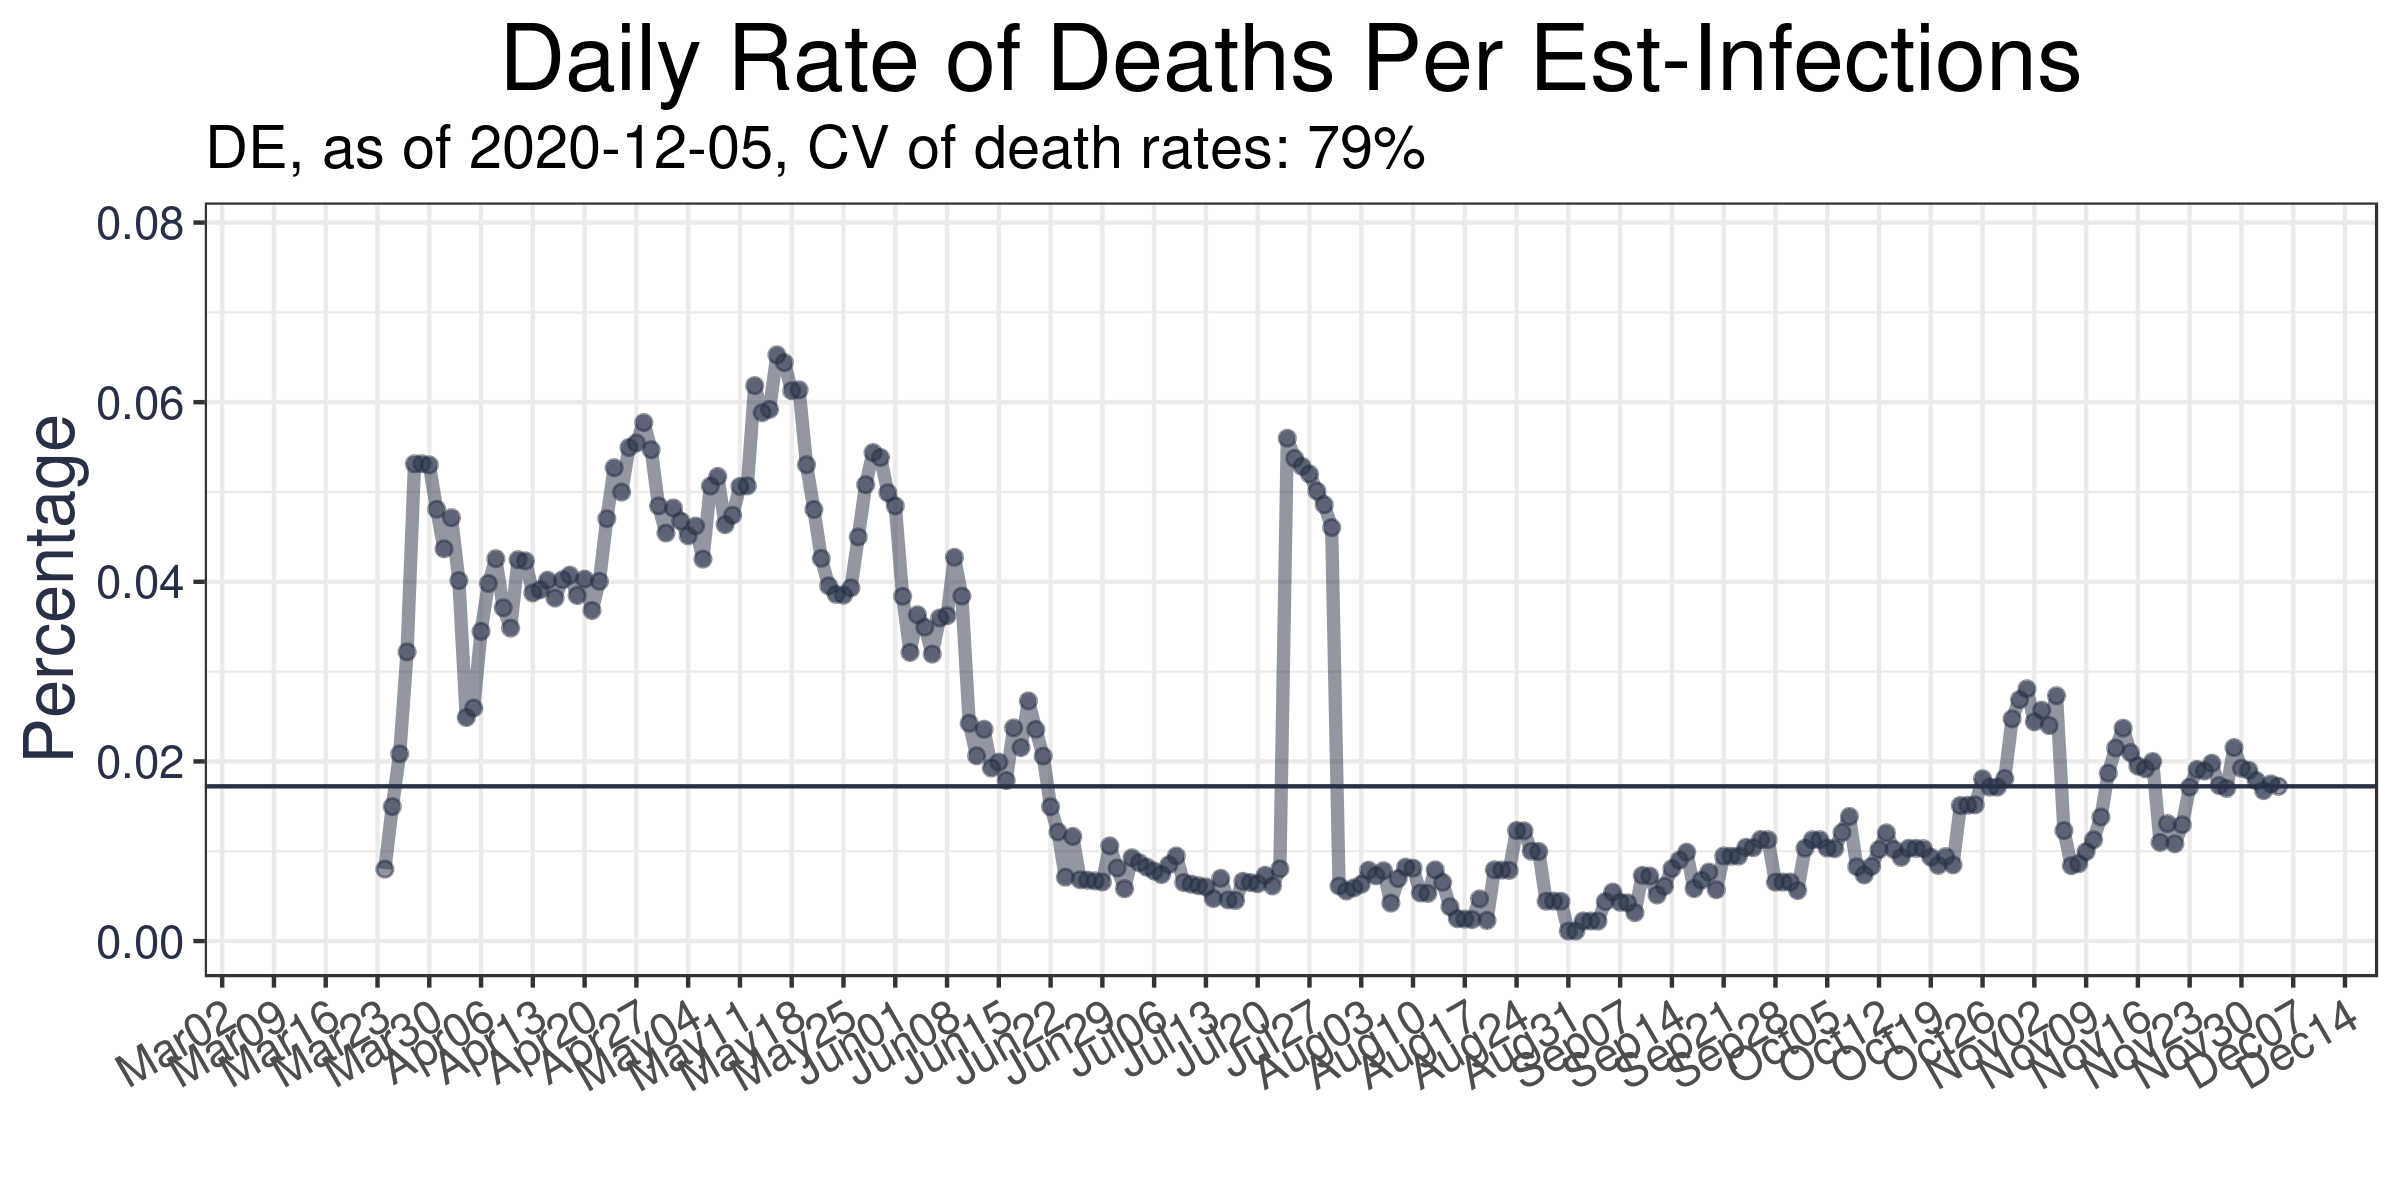 Daily Rate of Deaths Per Est-Infections
DE, as of 2020-12-05, CV of death rates: 79%
Percentage
0.08
0.06
0.04
0.02
0.00
Mar02 Mar09 Mar16 Mar23 Mar30 Apr06 Apr13 Apr20 Apr27 May04 May11 May18 May25 Jun01 Jun08 Jun15 Jun22 Jun29 Jul06 Jul13 Jul20 Jul27 Aug03 Aug10 Aug17 Aug24 Aug31 Sep07 Sep14 Sep21 Sep28 Oct05 Oct12 Oct19 Oct26 Nov02 Nov09 Nov16 Nov23 Nov30 Dec07 Dec14